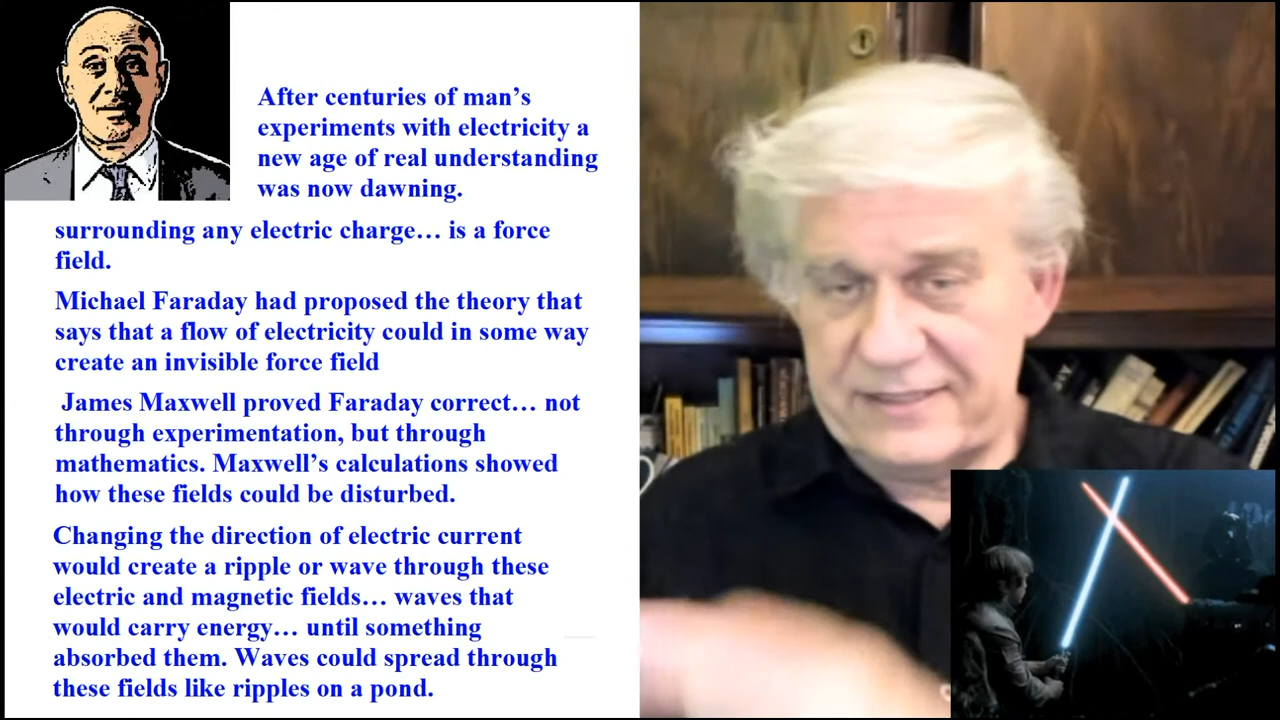 After centuries of man’s
experiments with electricity a
new age of real understanding
was now dawning.
surrounding any electric charge… is a force
field.
Michael Faraday had proposed the theory that
says that a flow of electricity could in some way
create an invisible force field
James Maxwell proved Faraday correct… not
through experimentation, but through
mathematics. Maxwell’s calculations showed
how these fields could be disturbed.
Changing the direction of electric current
would create a ripple or wave through these
electric and magnetic fields… waves that
would carry energy… until something
absorbed them. Waves could spread through
these fields like ripples on a pond.